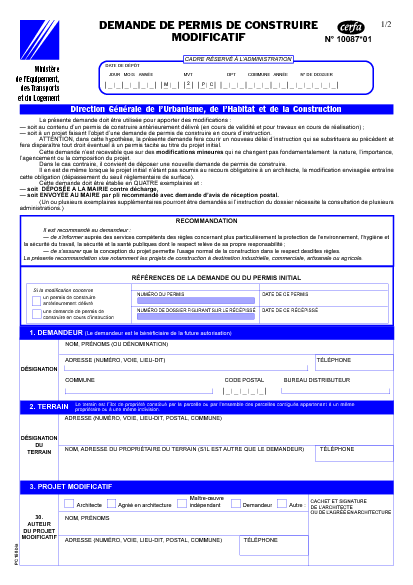 DEMANDE DE PERMIS DE CONSTRUIRE
MODIFICATIF
cerfa
1/2
N° 10087*01
Ministère
de l'Equipement,
des Transports
et du Logement
CADRE RÉSERVÉ À L'ADMINISTRATION
DATE DE DÉPÔT
JOUR MOIS ANNÉE MVT DPT COMMUNE ANNÉE N° DE DOSSIER
M 2 P C
Direction Générale de l'Urbanisme, de l'Habitat et de la Construction
La présente demande doit être utilisée pour apporter des modifications :
— soit au contenu d'un permis de construire antérieurement délivré (en cours de validité et pour travaux en cours de réalisation) ;
— soit à un projet faisant l'objet d'une demande de permis de construire en cours d'instruction.
ATTENTION, dans cette hypothèse, la présente demande fera courir un nouveau délai d'instruction qui se substituera au précédent et
fera disparaître tout droit éventuel à un permis tacite au titre du projet initial.
Cette demande n'est recevable que sur des modifications mineures qui ne changent pas fondamentalement la nature, l'importance,
l'agencement ou la composition du projet
Dans le cas contraire, il convient de déposer une nouvelle demande de permis de construire.
Il en est de même lorsque le projet initial n'étant pas soumis au recours obligatoire à un architecte, la modification envisagée entraîne
cette obligation (dépassement du seuil réglementaire de surface).
Cette demande doit être établie en QUATRE exemplaires et :
— soit DÉPOSÉE À LA MAIRIE contre décharge,
— soit ENVOYÉE AU MAIRE par pli recommandé avec demande d'avis de réception postal.
(Un ou plusieurs exemplaires supplémentaires pourront être demandés si l'instruction du dossier nécessite la consultation de plusieurs
administrations.)
RECOMMANDATION
Il est recommandé au demandeur :
— de s'informer auprès des services compétents des règles concernant plus particulièrement la protection de l'environnement, l'hygiène et
la sécurité du travail, la sécurité et la santé publiques dont le respect relève de sa propre responsabilité ;
— de s'assurer que la conception du projet permette l'usage normal de la construction dans le respect desdites règles.
La présente recommandation vise notamment les projets de construction à destination industrielle, commerciale, artisanale ou agricole.
RÉFÉRENCES DE LA DEMANDE OU DU PERMIS INITIAL
Si la modification concerne
un permis de construire
antérieurement délivré
NUMÉRO DU PERMIS
DATE DE CE PERMIS
une demande de permis de
construire en cours d'instruction
NUMÉRO DE DOSSIER FIGURANT SUR LE RÉCÉPISSÉ
DATE DE CE RÉCÉPISSÉ
1. DEMANDEUR (Le demandeur est le bénéficiaire de la future autorisation)
NOM, PRÉNOMS (OU DÉNOMINATION)
ADRESSE (NUMÉRO, VOIE, LIEU-DIT)
TÉLÉPHONE
DÉSIGNATION
COMMUNE
CODE POSTAL
BUREAU DISTRIBUTEUR
2. TERRAIN Le terrain est l'îlot de propriété constitué par la parcelle ou par l'ensemble des parcelles contiguës appartenant à un même
propriétaire ou à une même indivision.
ADRESSE (NUMÉRO, VOIE, LIEU-DIT, POSTAL, COMMUNE)
DÉSIGNATION
DU
TERRAIN
NOM, ADRESSE DU PROPRIÉTAIRE DU TERRAIN (S'IL EST AUTRE QUE LE DEMANDEUR)
TÉLÉPHONE
3. PROJET MODIFICATIF
30.
AUTEUR
DU PROJET
MODIFICATIF
Architecte
Agréé en architecture
Maître-œuvre
indépendant
Demandeur
Autre :
CACHET ET SIGNATURE
DE L'ARCHITECTE
OU DE L'AGRÉÉ EN ARCHITECTURE
NOM, PRÉNOMS
ADRESSE (NUMÉRO, VOIE, LIEU-DIT, POSTAL, COMMUNE)
TÉLÉPHONE